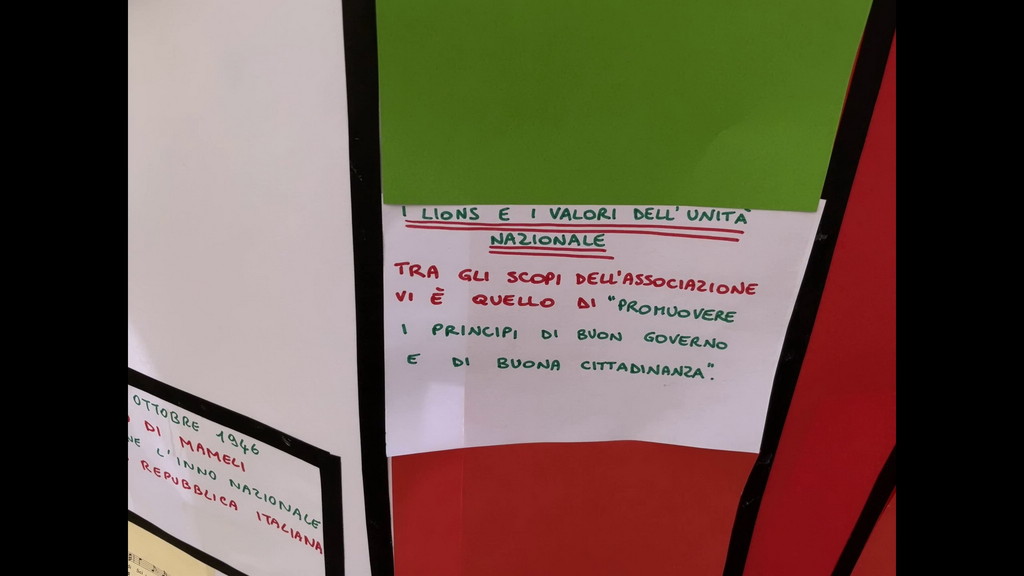 I LIONS E I VALORI DELL'UNITÀ
NAZIONALE
TRA GLI SCOPI DELL'ASSOCIAZIONE
VI È QUELLO DI "PROMUOVERE
I PRINCIPI DI BUON GOVERNO
E DI BUONA CITTADINANZA".
OTTOBRE 1946
DI MAMELI
L'INNO NAZIONALE
REPUBBLICA ITALIANA